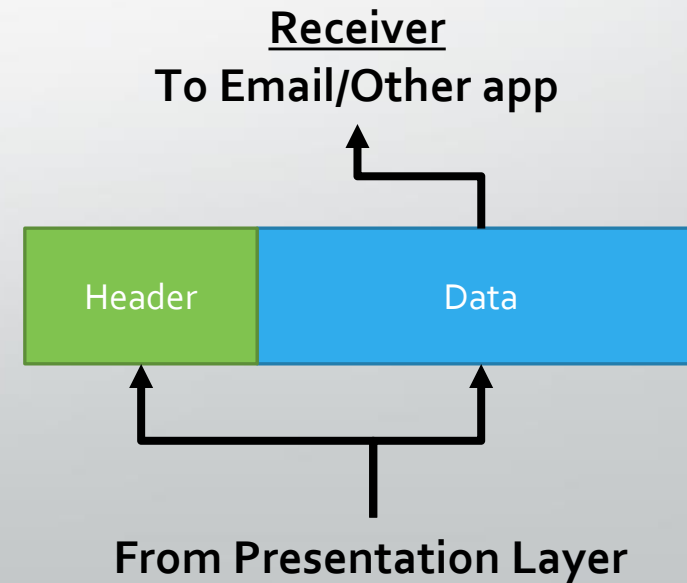 Receiver
To Email/Other app
Header
Data
From Presentation Layer